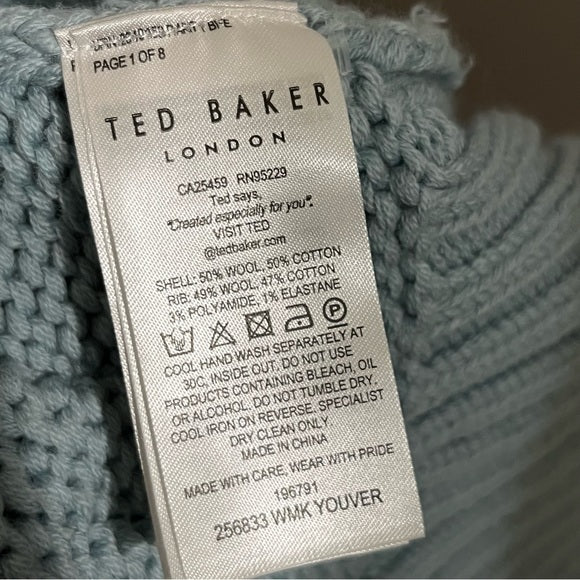 PAGE 1 OF 8
TED BAKER
LONDON
CA25459 RN95229
Ted says,
"Created especially for you".
VISIT TED
@tedbaker.com
SHELL: 50% WOOL, 50% COTTON
RIB: 49% WOOL, 47% COTTON
3% POLYAMIDE, 1% ELASTANE
P
COOL HAND WASH SEPARATELY AT
30C, INSIDE OUT. DO NOT USE
PRODUCTS CONTAINING BLEACH, OIL
OR ALCOHOL. DO NOT TUMBLE DRY.
COOL IRON ON REVERSE. SPECIALIST
DRY CLEAN ONLY
MADE IN CHINA
MADE WITH CARE, WEAR WITH PRIDE
196791
256833 WMK YOUVER